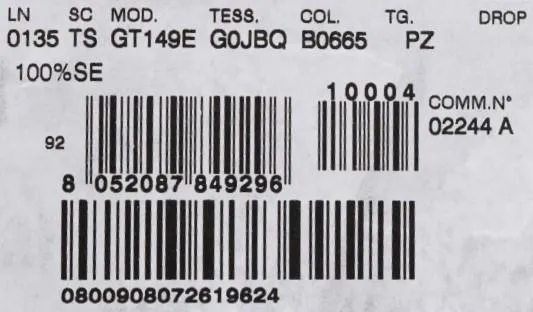 LN SC MOD. TESS. COL. TG. DROP
0135 TS GT149E G0JBQ B0665 PZ
100%SE
10004
COMM.N°
02244 A
92
8 052087 849296
0800908072619624